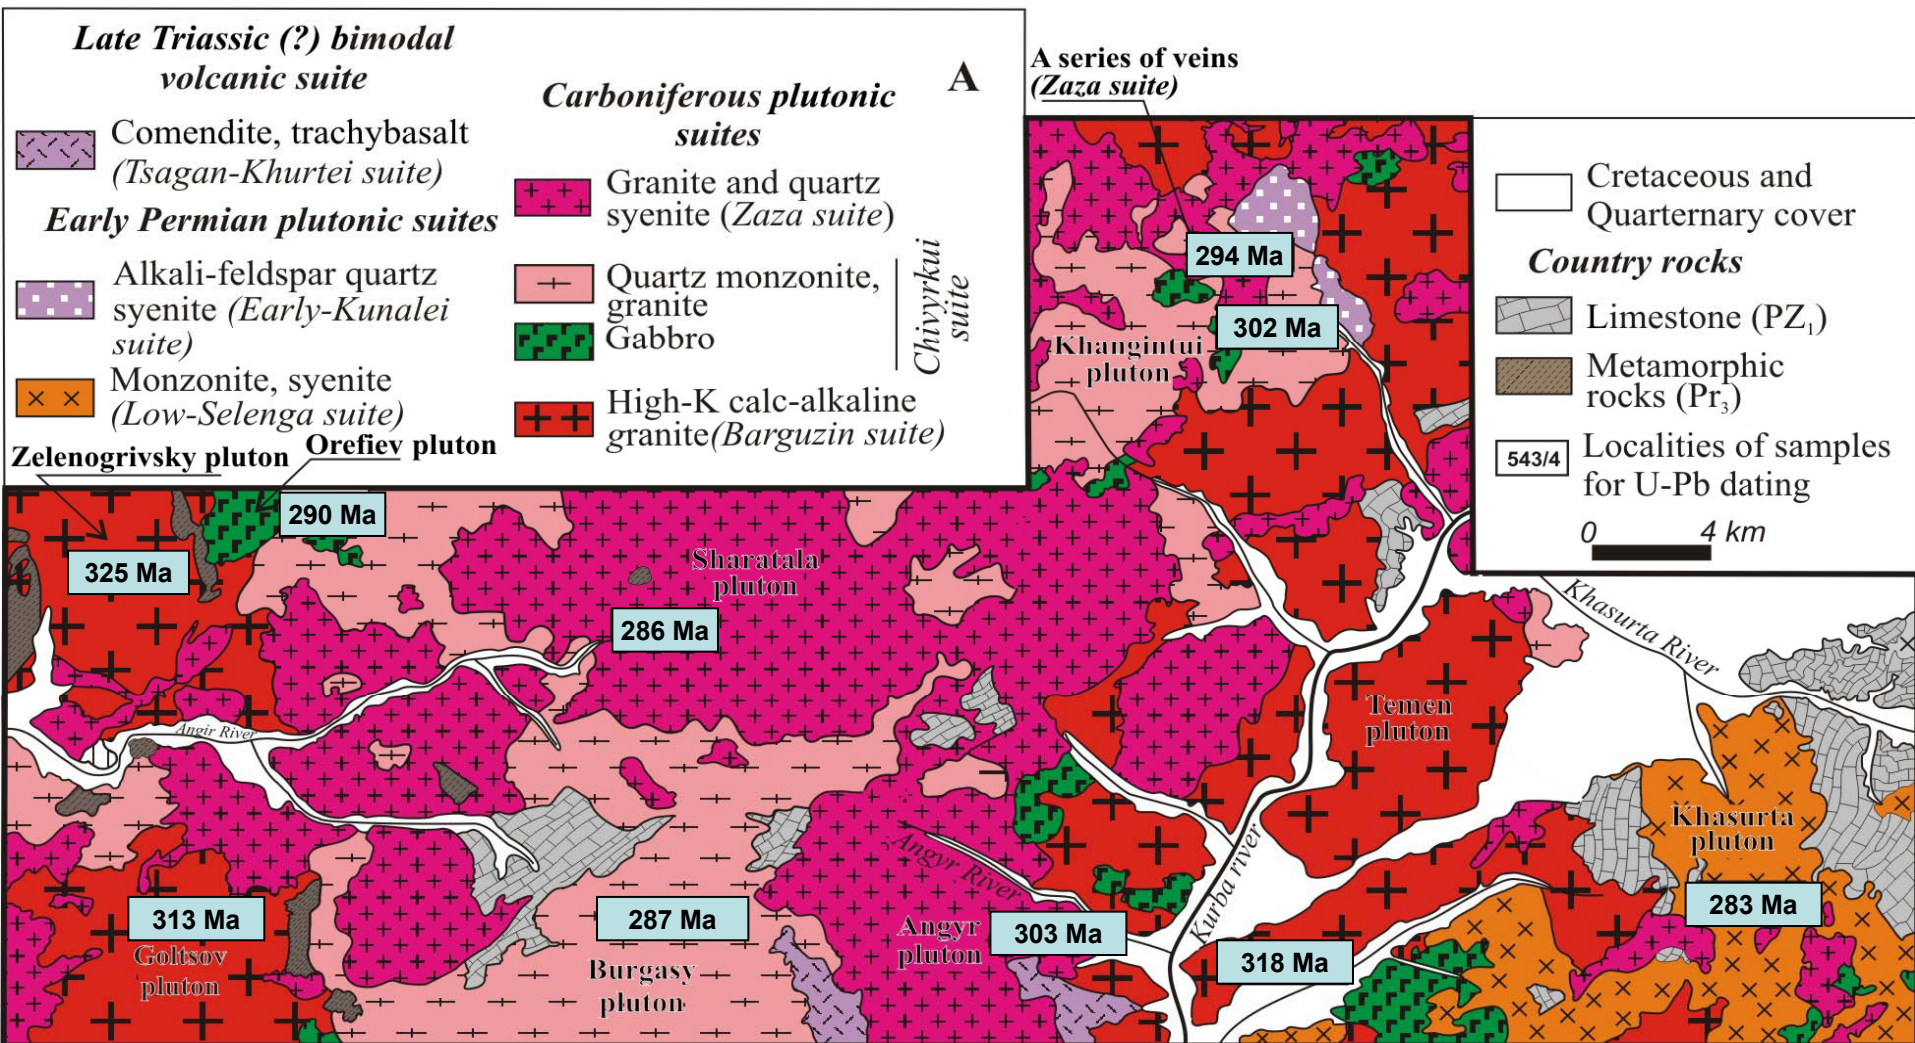 Late Triassic (?) bimodal
volcanic suite
Comendite, trachybasalt
(Tsagan-Khurtei suite)
Early Permian plutonic suites
Alkali-feldspar quartz
syenite (Early-Kunalei
suite)
Monzonite, syenite
(Low-Selenga suite)
Carboniferous plutonic
suites
Granite and quartz
syenite (Zaza suite)
Quartz monzonite,
granite
Gabbro
Chivyrkui
suite
High-K calc-alkaline
granite(Barguzin suite)
A
A series of veins
(Zaza suite)
Cretaceous and
Quarternary cover
Country rocks
Limestone (PZ₁)
Metamorphic
rocks (Pr₃)
543/4
Localities of samples
for U-Pb dating
0 4 km
Zelenogrivsky pluton
Orefiev pluton
294 Ma
302 Ma
Khangintui
pluton
290 Ma
325 Ma
Sharatala
pluton
286 Ma
Khasurta River
Temen
pluton
Angir River
Khasurta
pluton
Angyr River
Kurba river
313 Ma
Goltsov
pluton
287 Ma
Burgasy
pluton
Angyr
pluton
303 Ma
318 Ma
283 Ma